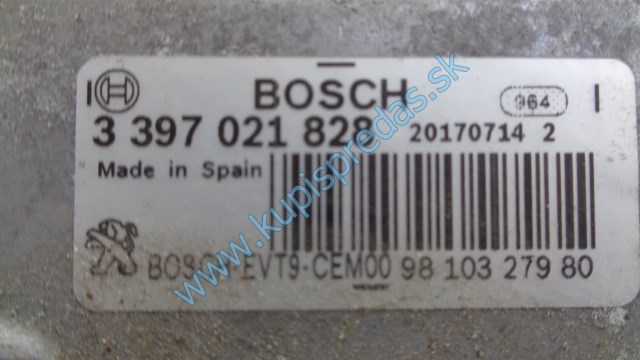 BOSCH 964
3 397 021 828 20170714 2
Made in Spain
BOSCH-EVT9-CEM00 98 103 279 80
www.kupispredas.sk